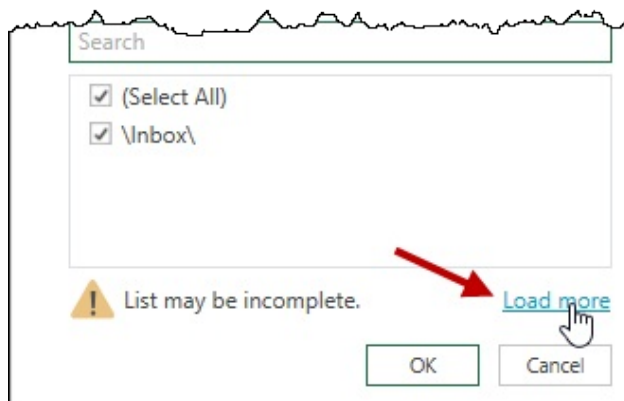 Search
(Select All)
\Inbox\
List may be incomplete. Load more
OK Cancel